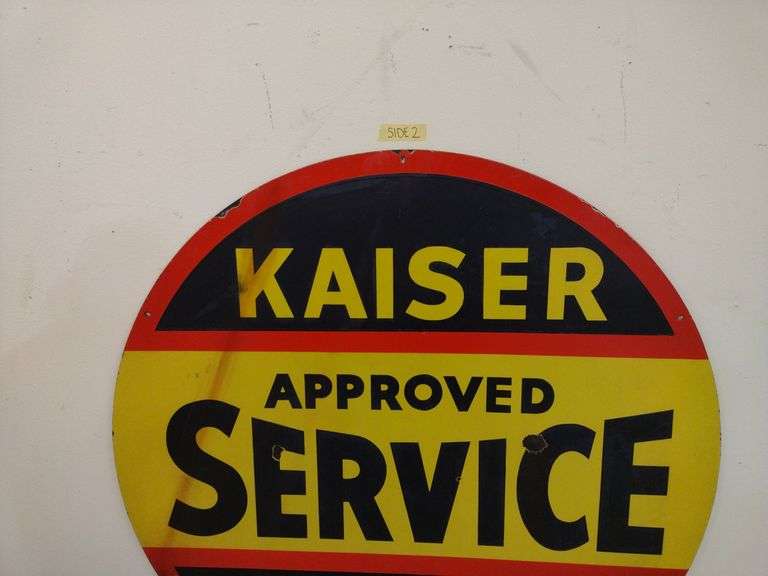 SIDE 2
KAISER
APPROVED
SERVICE